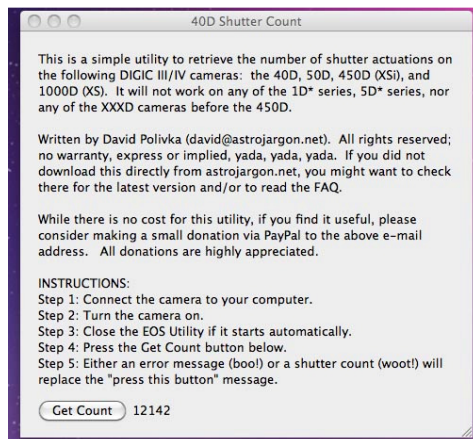 40D Shutter Count
This is a simple utility to retrieve the number of shutter actuations on
the following DIGIC III/IV cameras:  the 40D, 50D, 450D (XSi), and
1000D (XS).  It will not work on any of the 1D* series, 5D* series, nor
any of the XXXD cameras before the 450D.
Written by David Polivka (david@astrojargon.net).  All rights reserved;
no warranty, express or implied, yada, yada, yada.  If you did not
download this directly from astrojargon.net, you might want to check
there for the latest version and/or to read the FAQ.
While there is no cost for this utility, if you find it useful, please
consider making a small donation via PayPal to the above e-mail
address.   All donations are highly appreciated.
INSTRUCTIONS:
Step 1: Connect the camera to your computer.
Step 2: Turn the camera on.
Step 3: Close the EOS Utility if it starts automatically.
Step 4: Press the Get Count button below.
Step 5: Either an error message (boo!) or a shutter count (woot!) will
replace the "press this button" message.
Get Count 12142